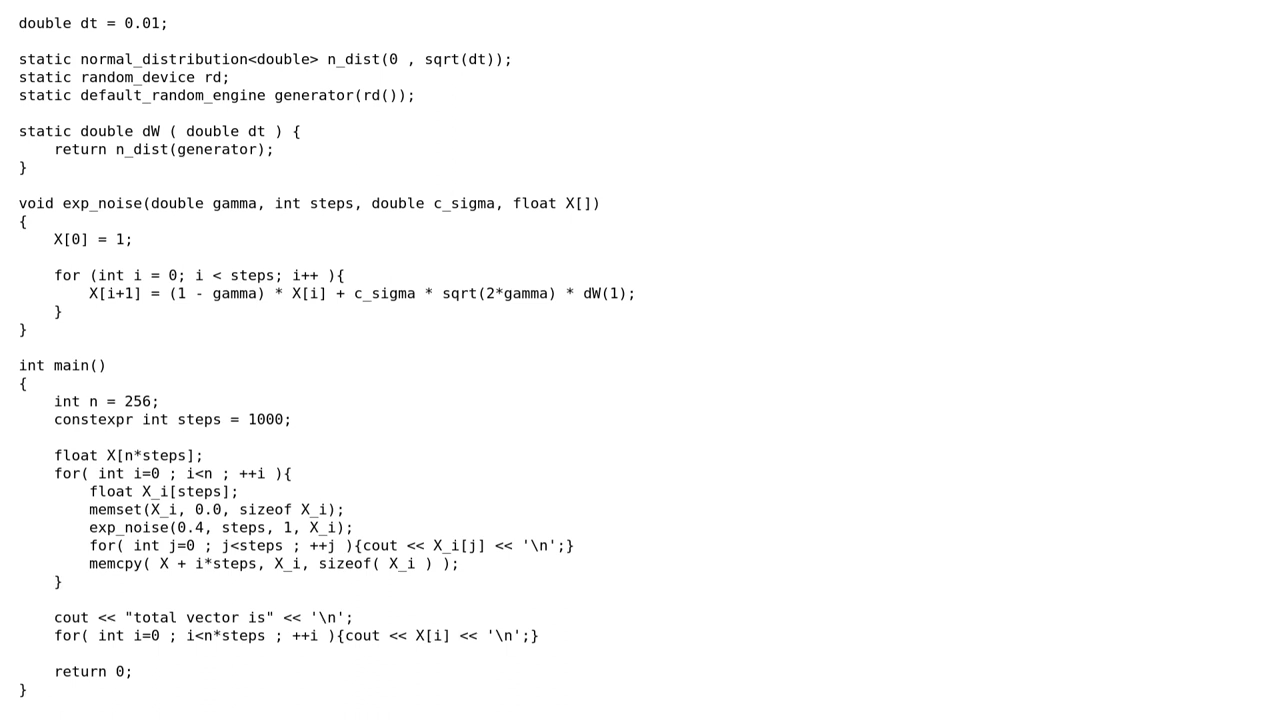 double dt = 0.01;
static normal_distribution<double> n_dist(0 , sqrt(dt));
static random_device rd;
static default_random_engine generator(rd());
static double dW ( double dt ) {
    return n_dist(generator);
}
void exp_noise(double gamma, int steps, double c_sigma, float X[])
{
    X[0] = 1;
    for (int i = 0; i < steps; i++ ){
        X[i+1] = (1 - gamma) * X[i] + c_sigma * sqrt(2*gamma) * dW(1);
    }
}
int main()
{
    int n = 256;
    constexpr int steps = 1000;
    float X[n*steps];
    for( int i=0 ; i<n ; ++i ){
        float X_i[steps];
        memset(X_i, 0.0, sizeof X_i);
        exp_noise(0.4, steps, 1, X_i);
        for( int j=0 ; j<steps ; ++j ){cout << X_i[j] << '\n';}
        memcpy( X + i*steps, X_i, sizeof( X_i ) );
    }
    cout << "total vector is" << '\n';
    for( int i=0 ; i<n*steps ; ++i ){cout << X[i] << '\n';}
    return 0;
}